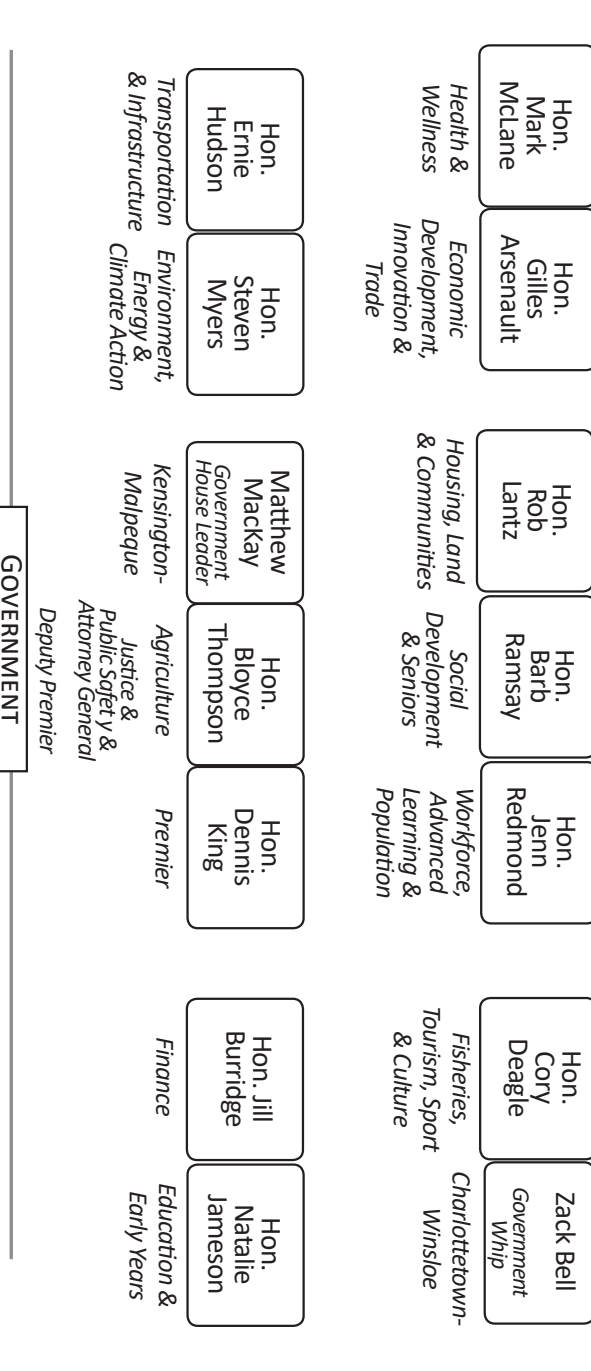 Hon.
Mark
McLane
Health &
Wellness
Hon.
Gilles
Arsenault
Economic
Development,
Innovation &
Trade
Hon.
Rob
Lantz
Housing, Land
& Communities
Hon.
Barb
Ramsay
Social
Development
& Seniors
Hon.
Jenn
Redmond
Workforce,
Advanced
Learning &
Population
Hon.
Cory
Deagle
Fisheries,
Tourism, Sport
& Culture
Zack Bell
Government
Whip
Charlottetown-
Winsloe
Hon.
Ernie
Hudson
Transportation
& Infrastructure
Hon.
Steven
Myers
Environment,
Energy &
Climate Action
Matthew
MacKay
Government
House Leader
Kensington-
Malpeque
Hon.
Bloyce
Thompson
Agriculture
Justice &
Public Safet y &
Attorney General
Deputy Premier
Hon.
Dennis
King
Premier
Hon. Jill
Burridge
Finance
Hon.
Natalie
Jameson
Education &
Early Years
GOVERNMENT